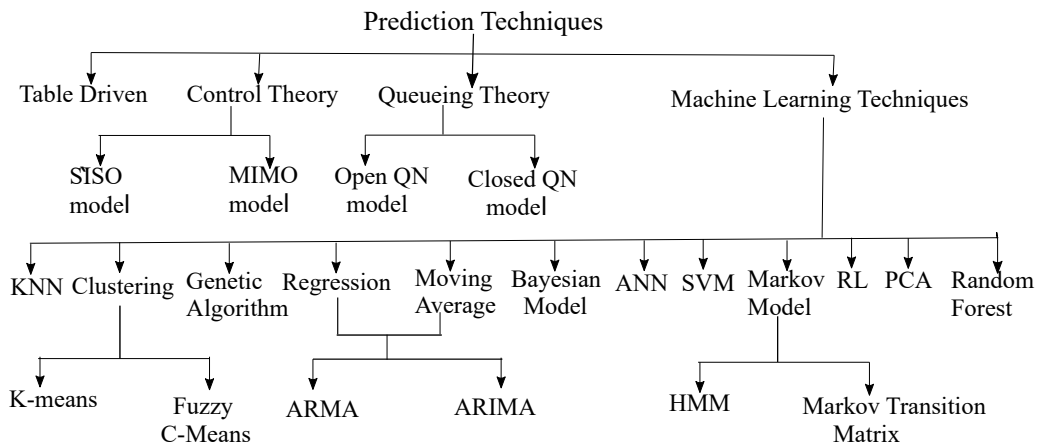 Prediction Techniques
Table Driven
Control Theory
Queueing Theory
Machine Learning Techniques
SISO
model
MIMO
model
Open QN
model
Closed QN
model
KNN
Clustering
Genetic
Algorithm
Regression
Moving
Average
Bayesian
Model
ANN
SVM
Markov
Model
RL
PCA
Random
Forest
K-means
Fuzzy
C-Means
ARMA
ARIMA
HMM
Markov Transition
Matrix